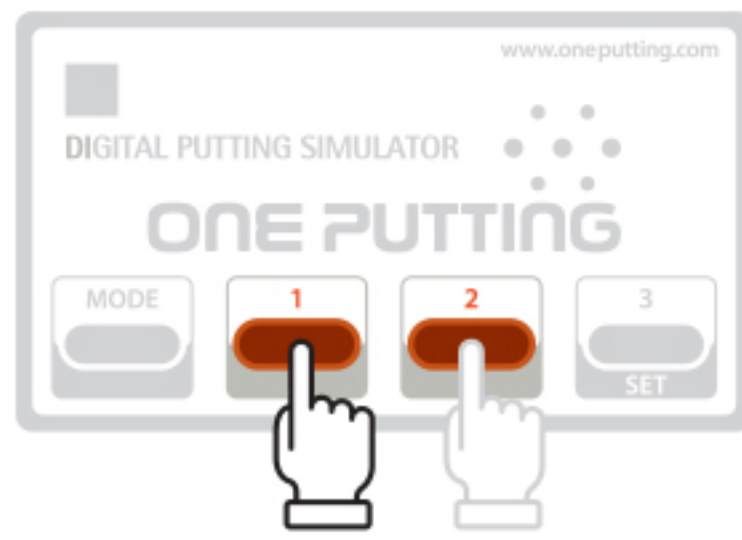 www.oneputting.com
DIGITAL PUTTING SIMULATOR
ONE PUTTING
MODE 1 2 3
SET